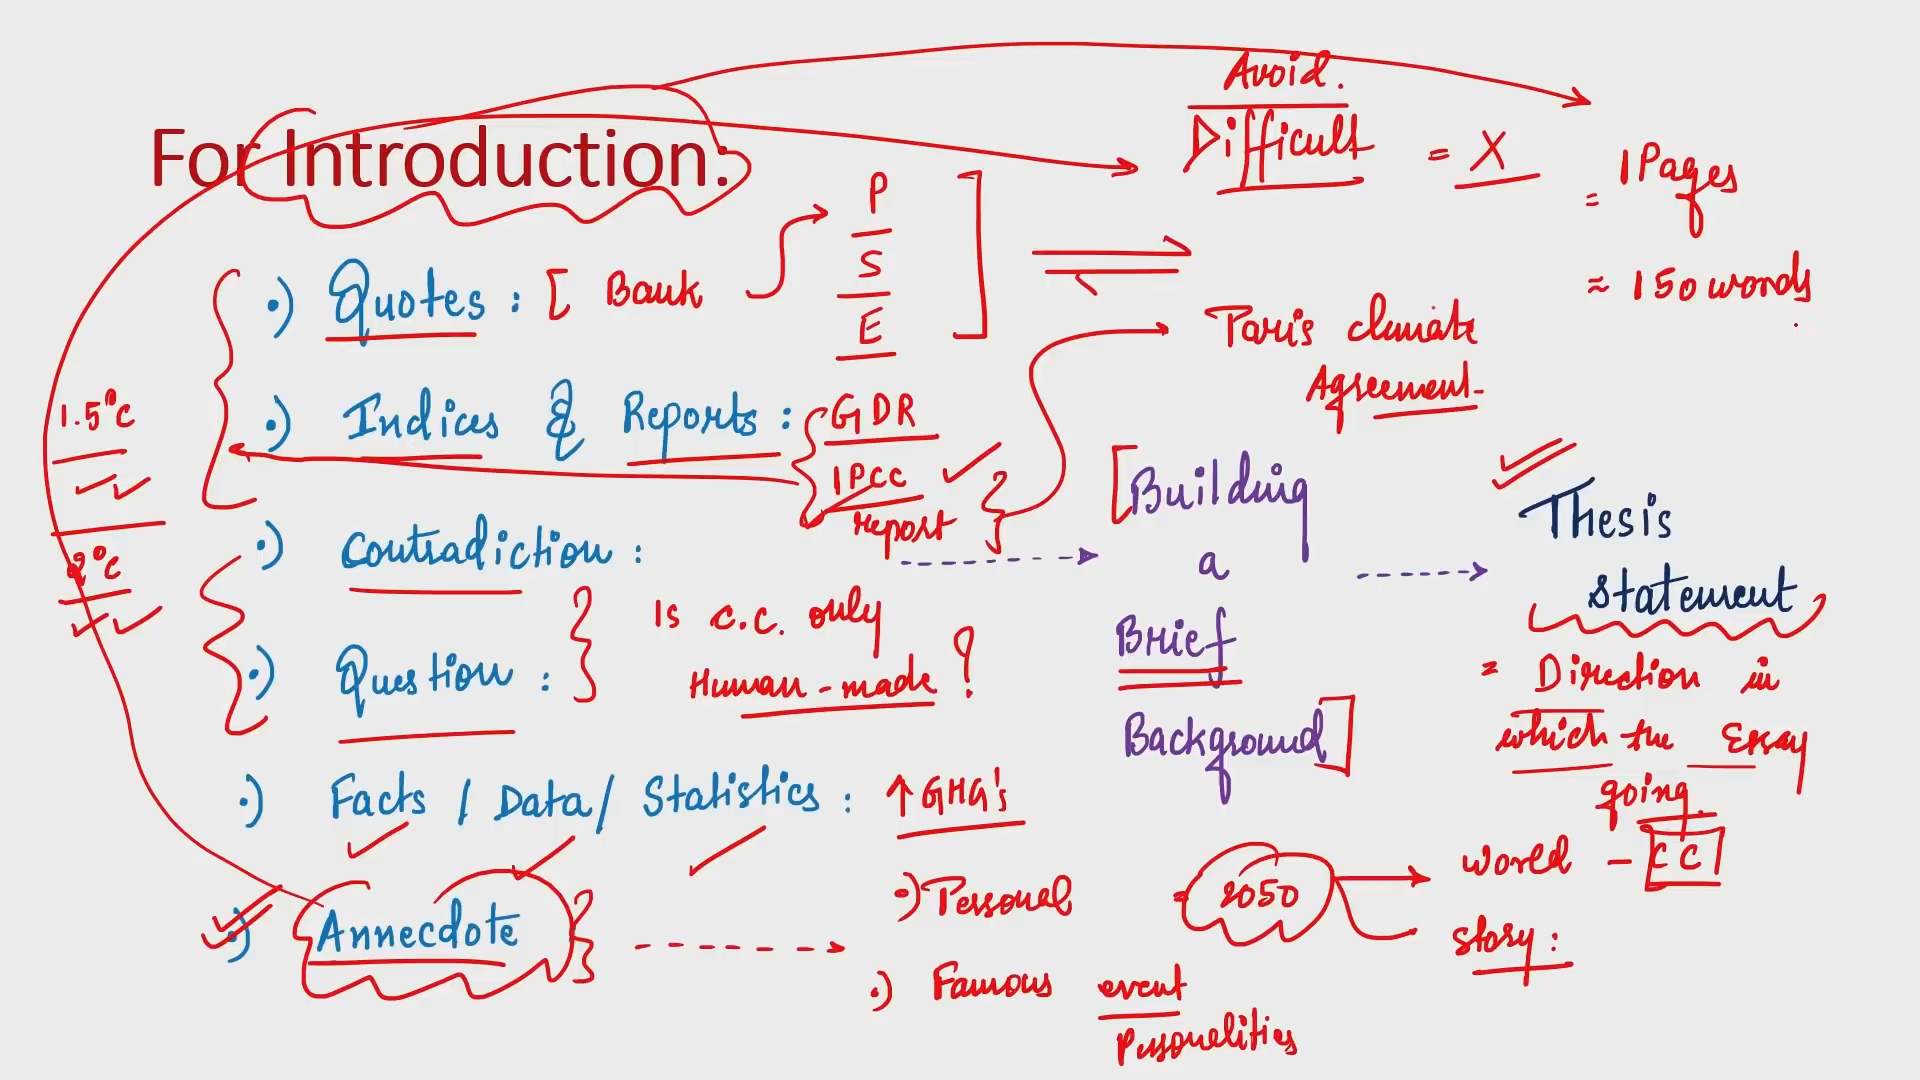 For Introduction:
Avoid.
Difficult = X
= 1 Pages
≈ 150 words
•) Quotes : [ Bank
P
S
E
Paris climate
Agreement-
1.5°C
2°C
•) Indices & Reports : GDR
IPCC
report
•) Contradiction :
•) Question :
Is c.c. only
Human-made ?
[Building
a
Brief
Background]
Thesis
statement
= Direction in
which the Essay
going.
•) Facts / Data / Statistics : ↑ GHG's
•) Annecdote
•) Personal = 2050
world - CC
story :
•) Famous event
Personalities